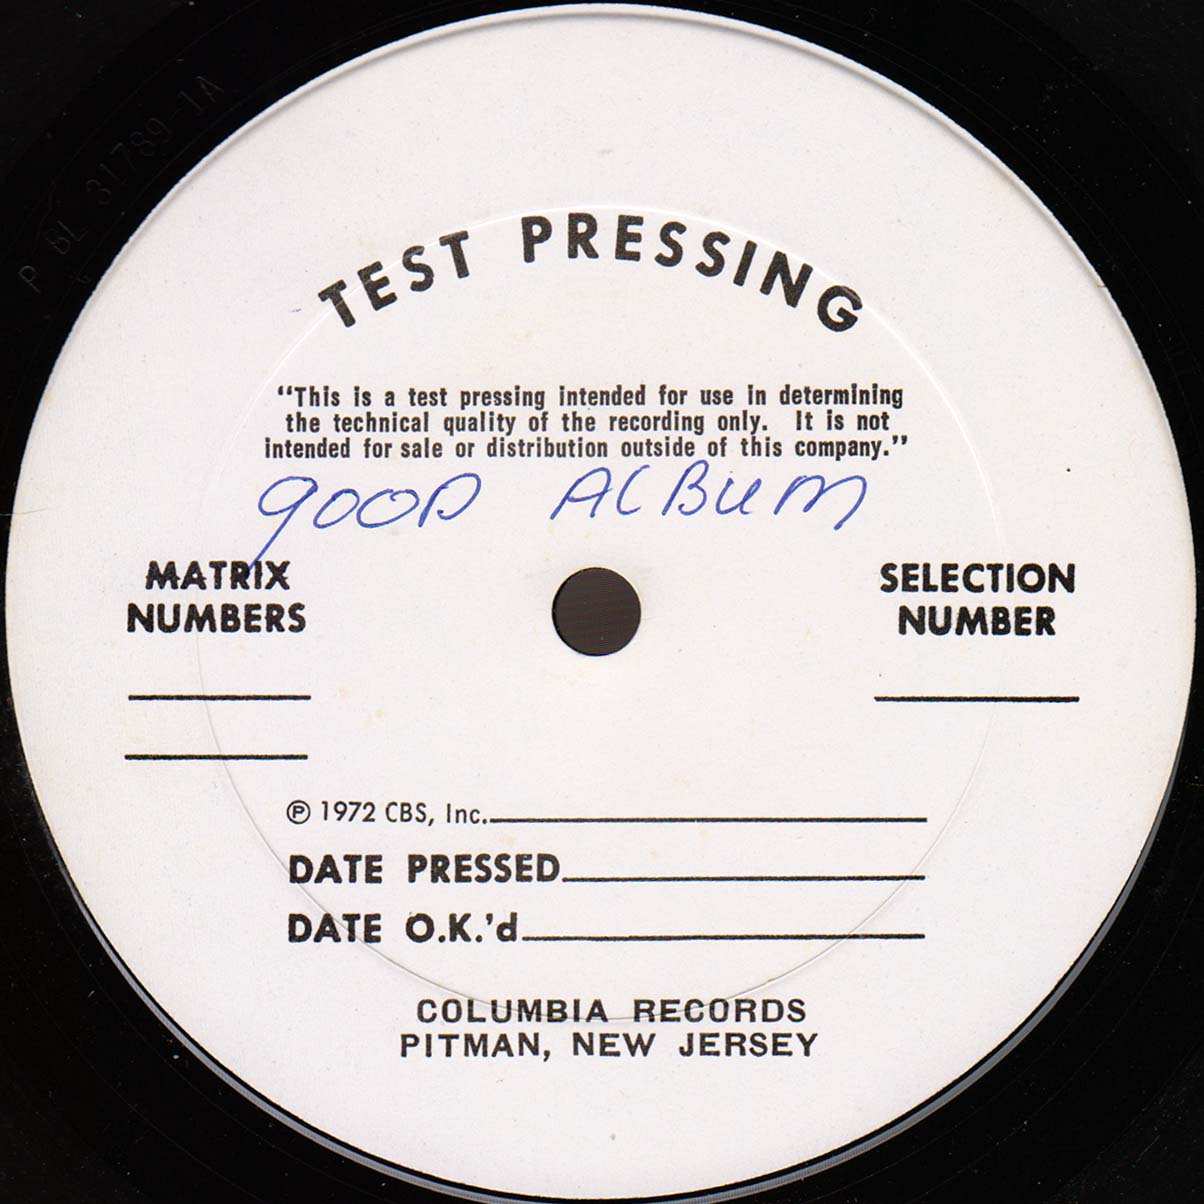 P BL 31789-1A
TEST PRESSING
"This is a test pressing intended for use in determining
the technical quality of the recording only. It is not
intended for sale or distribution outside of this company."
GOOD ALBUM
MATRIX
NUMBERS
SELECTION
NUMBER
℗ 1972 CBS, Inc.
DATE PRESSED
DATE O.K.'d
COLUMBIA RECORDS
PITMAN, NEW JERSEY